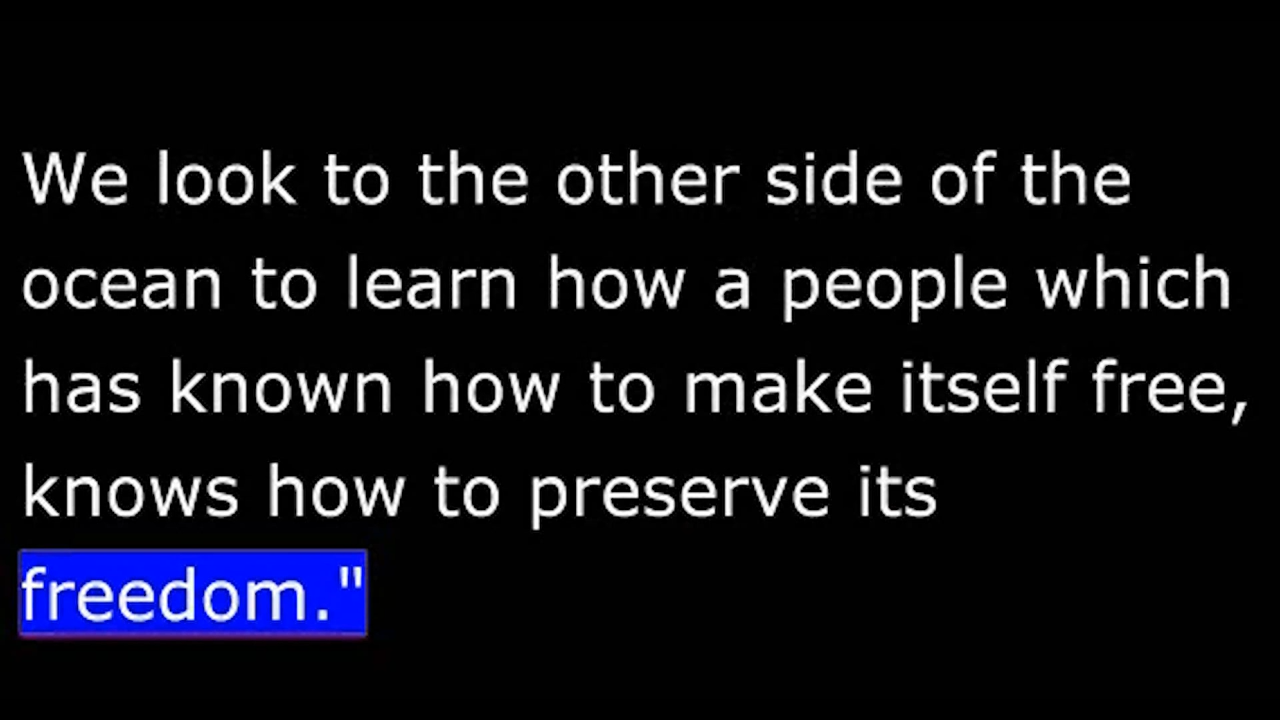 We look to the other side of the
ocean to learn how a people which
has known how to make itself free,
knows how to preserve its
freedom."